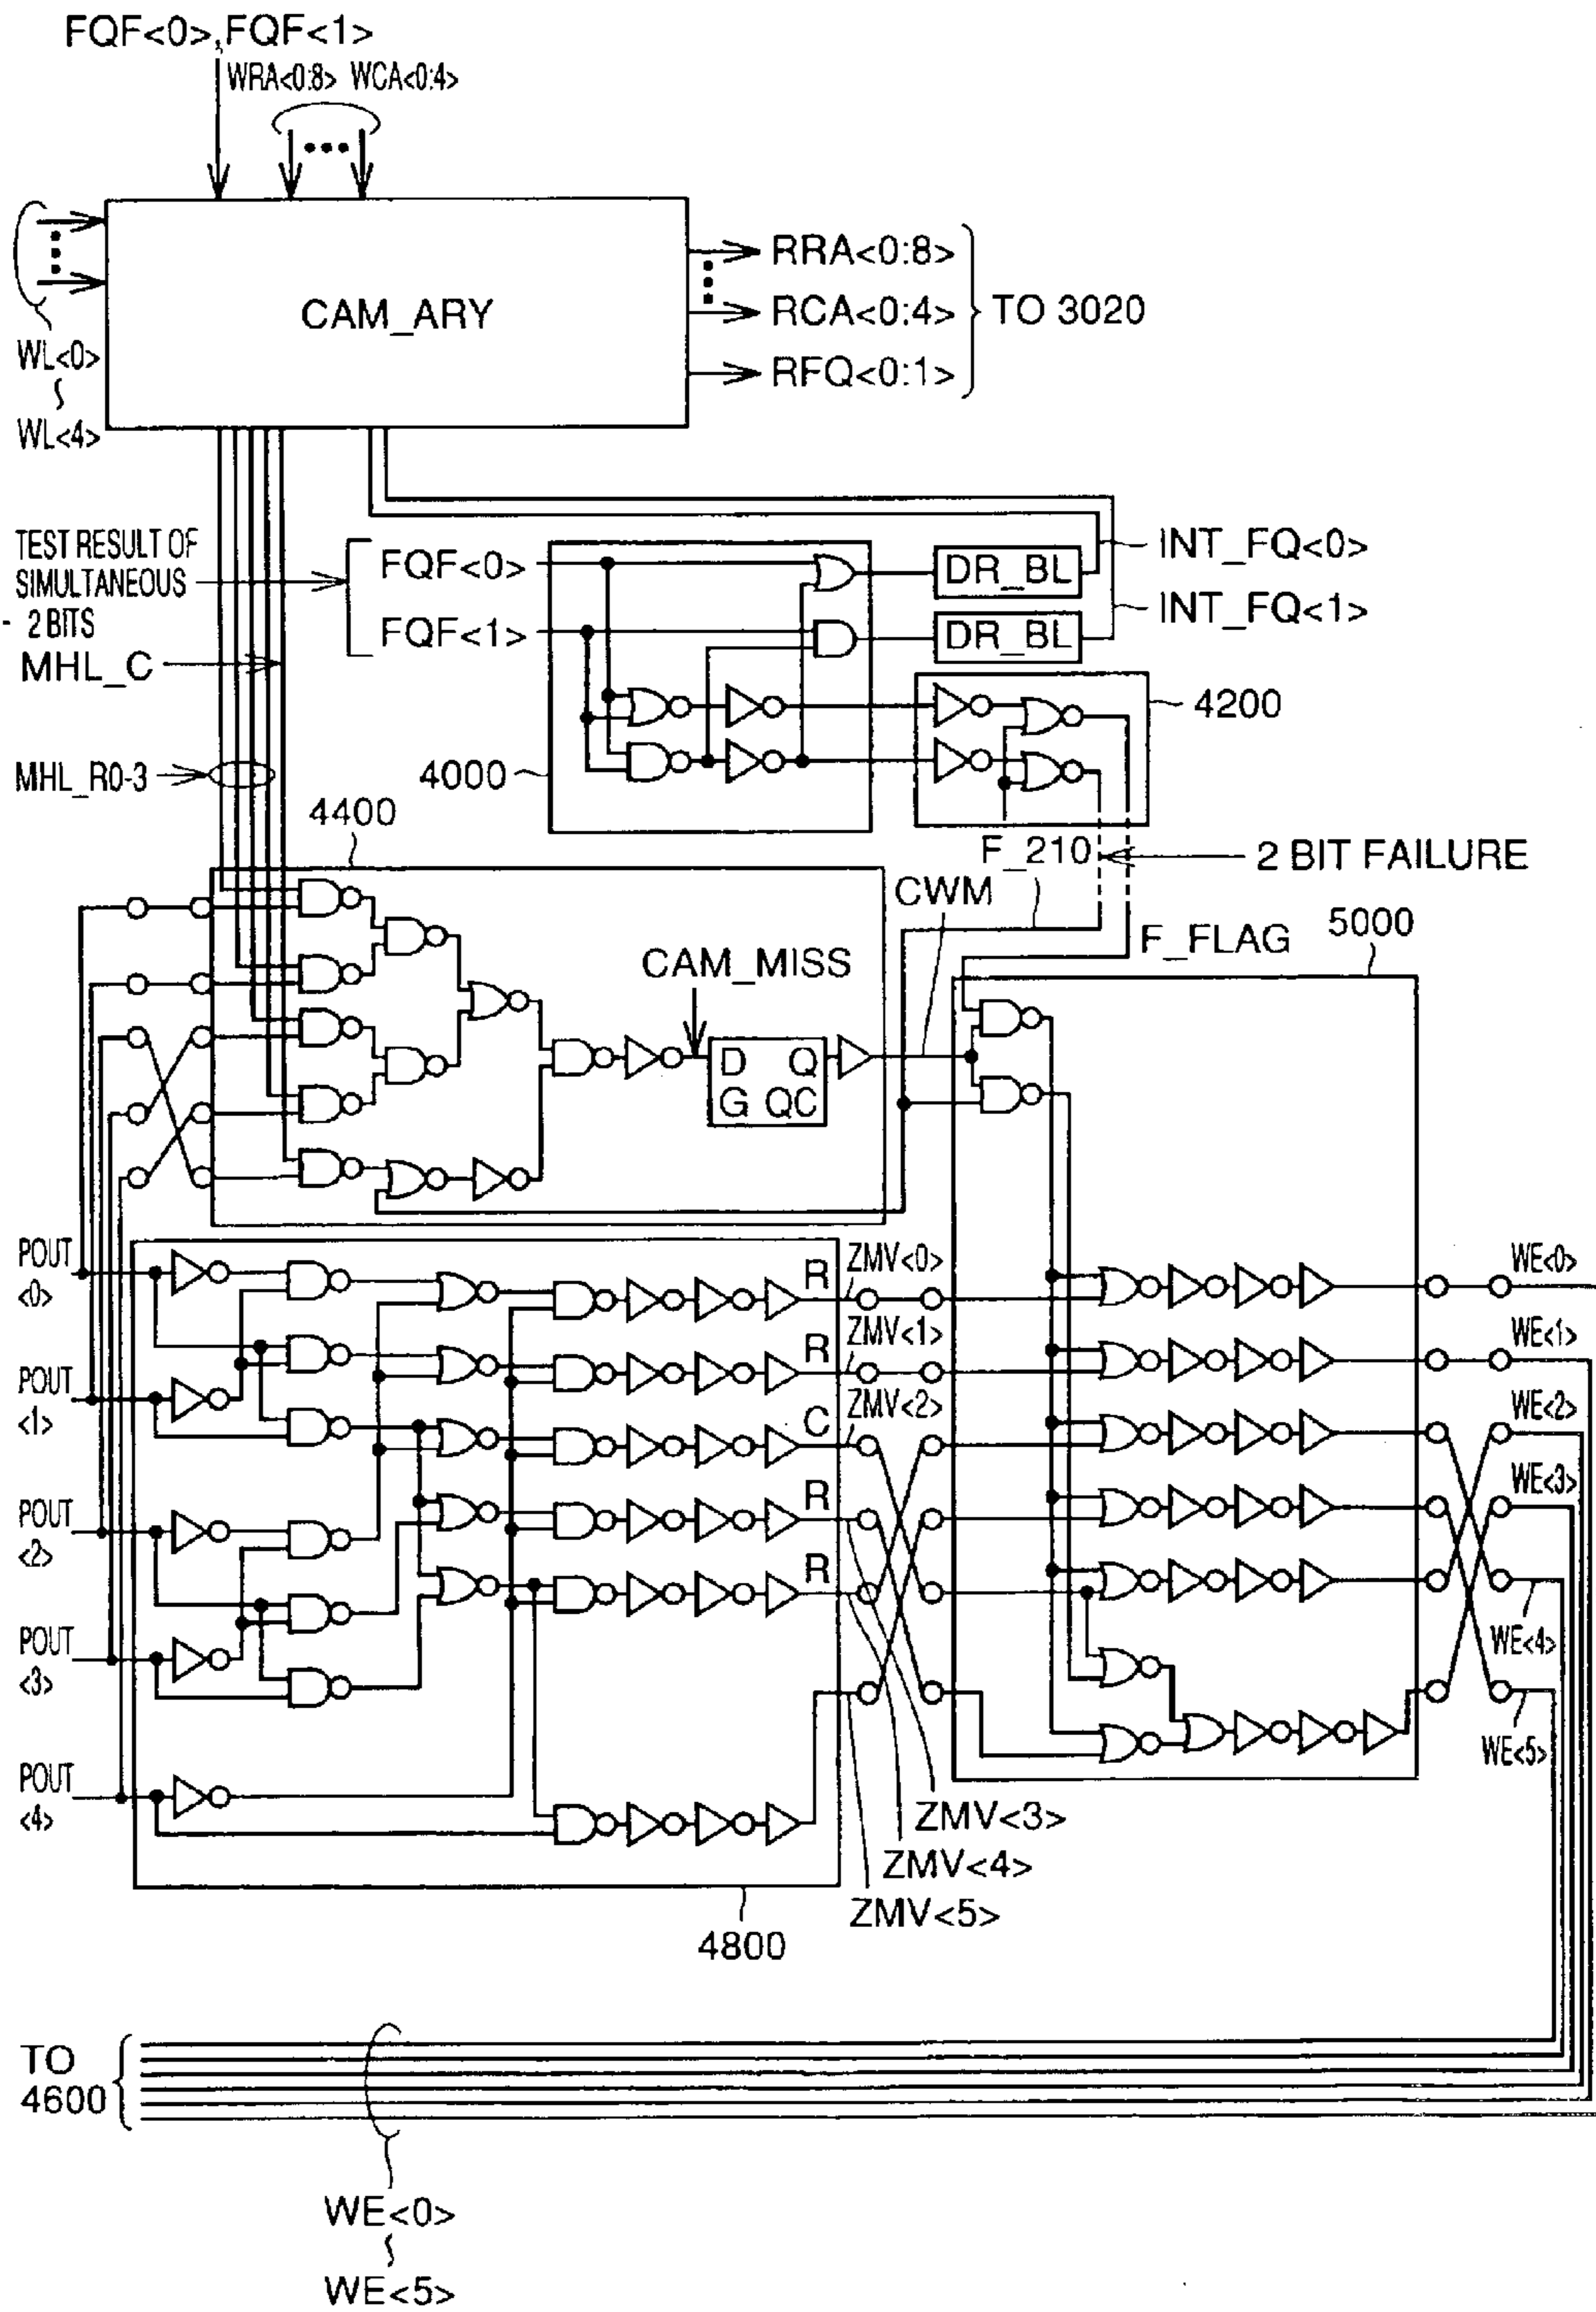 FQF<0>,FQF<1>
WRA<0:8> WCA<0:4>
CAM_ARY
RRA<0:8>
RCA<0:4>
RFQ<0:1>
TO 3020
WL<0>
WL<4>
TEST RESULT OF
SIMULTANEOUS
2 BITS
FQF<0>
FQF<1>
DR_BL
DR_BL
INT_FQ<0>
INT_FQ<1>
MHL_C
MHL_R0-3
4000
4200
4400
F_210
2 BIT FAILURE
CWM
F_FLAG
5000
CAM_MISS
D Q
G QC
POUT
<0>
POUT
<1>
POUT
<2>
POUT
<3>
POUT
<4>
R
R
C
R
R
ZMV<0>
ZMV<1>
ZMV<2>
ZMV<3>
ZMV<4>
ZMV<5>
4800
WE<0>
WE<1>
WE<2>
WE<3>
WE<4>
WE<5>
TO
4600
WE<0>
WE<5>